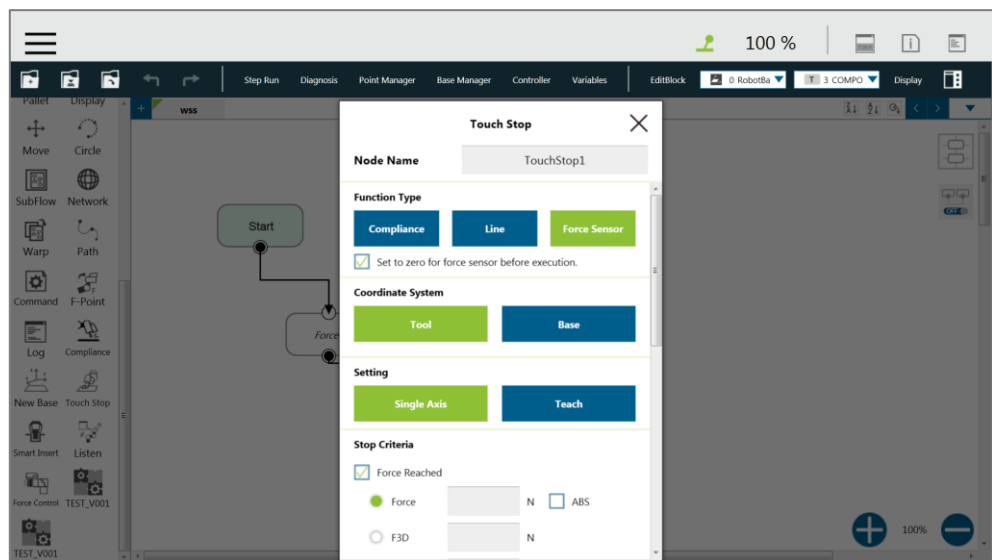 100 %
Step Run Diagnosis Point Manager Base Manager Controller Variables EditBlock 0 RobotBa T 3 COMPO Display
Pallet Display
+ wss
Move Circle
SubFlow Network
Warp Path
Command F-Point
Log Compliance
New Base Touch Stop
Smart Insert Listen
Force Control TEST_V001
TEST_V001
Start
Force
Touch Stop
Node Name TouchStop1
Function Type
Compliance Line Force Sensor
Set to zero for force sensor before execution.
Coordinate System
Tool Base
Setting
Single Axis Teach
Stop Criteria
Force Reached
Force N ABS
F3D N
OFF
100%